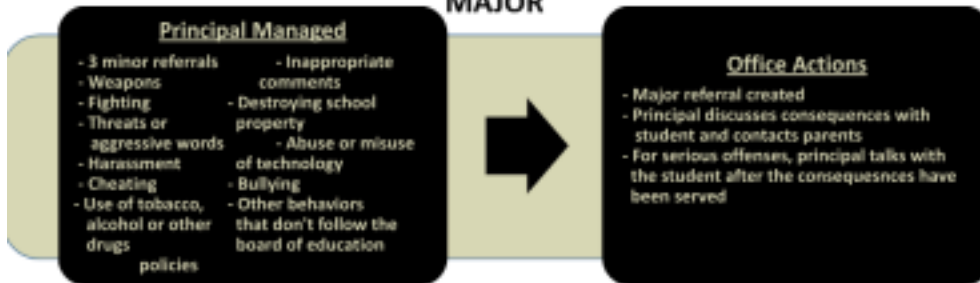 MAJOR
Principal Managed
- 3 minor referrals
- Weapons
- Fighting
- Threats or
aggressive words
- Harassment
- Cheating
- Use of tobacco,
alcohol or other
drugs
policies
- Inappropriate
comments
- Destroying school
property
- Abuse or misuse
of technology
- Bullying
- Other behaviors
that don't follow the
board of education
Office Actions
- Major referral created
- Principal discusses consequences with
student and contacts parents
- For serious offenses, principal talks with
the student after the consequesnces have
been served